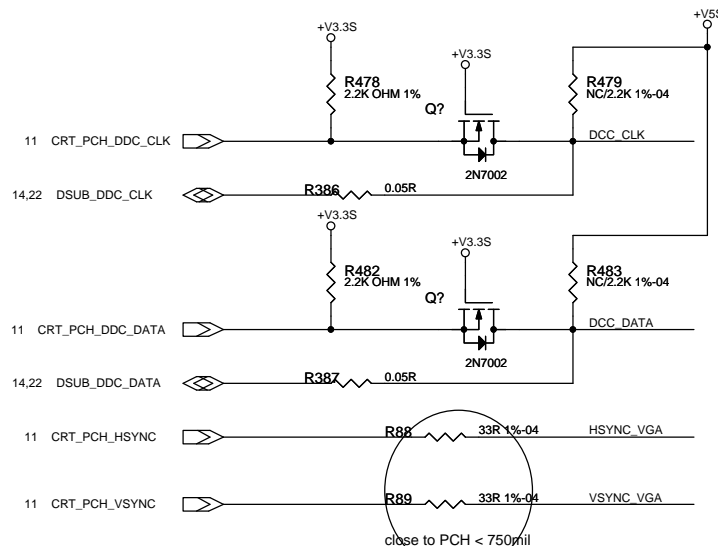 +V5S
+V3.3S
+V3.3S
R478
2.2K OHM 1%
R479
NC/2.2K 1%-04
Q?
11 CRT_PCH_DDC_CLK
DCC_CLK
2N7002
14,22 DSUB_DDC_CLK
R386
0.05R
+V3.3S
+V3.3S
R482
2.2K OHM 1%
R483
NC/2.2K 1%-04
Q?
11 CRT_PCH_DDC_DATA
DCC_DATA
2N7002
14,22 DSUB_DDC_DATA
R387
0.05R
11 CRT_PCH_HSYNC
R88
33R 1%-04
HSYNC_VGA
11 CRT_PCH_VSYNC
R89
33R 1%-04
VSYNC_VGA
close to PCH < 750mil